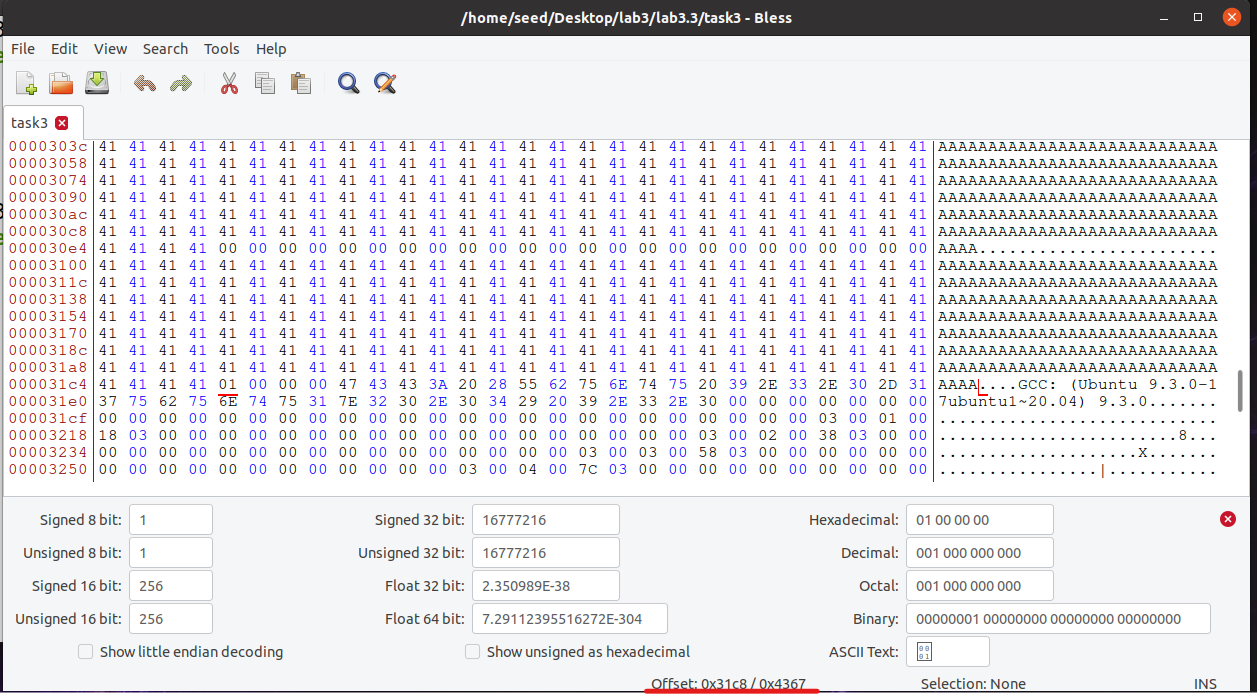 /home/seed/Desktop/lab3/lab3.3/task3 - Bless
File Edit View Search Tools Help
task3
0000303c 41 41 41 41 41 41 41 41 41 41 41 41 41 41 41 41 41 41 41 41 41 41 41 41 41 41 41 41 AAAAAAAAAAAAAAAAAAAAAAAAAAAA
00003058 41 41 41 41 41 41 41 41 41 41 41 41 41 41 41 41 41 41 41 41 41 41 41 41 41 41 41 41 AAAAAAAAAAAAAAAAAAAAAAAAAAAA
00003074 41 41 41 41 41 41 41 41 41 41 41 41 41 41 41 41 41 41 41 41 41 41 41 41 41 41 41 41 AAAAAAAAAAAAAAAAAAAAAAAAAAAA
00003090 41 41 41 41 41 41 41 41 41 41 41 41 41 41 41 41 41 41 41 41 41 41 41 41 41 41 41 41 AAAAAAAAAAAAAAAAAAAAAAAAAAAA
000030ac 41 41 41 41 41 41 41 41 41 41 41 41 41 41 41 41 41 41 41 41 41 41 41 41 41 41 41 41 AAAAAAAAAAAAAAAAAAAAAAAAAAAA
000030c8 41 41 41 41 41 41 41 41 41 41 41 41 41 41 41 41 41 41 41 41 41 41 41 41 41 41 41 41 AAAAAAAAAAAAAAAAAAAAAAAAAAAA
000030e4 41 41 41 41 00 00 00 00 00 00 00 00 00 00 00 00 00 00 00 00 00 00 00 00 00 00 00 00 AAAA........................
00003100 41 41 41 41 41 41 41 41 41 41 41 41 41 41 41 41 41 41 41 41 41 41 41 41 41 41 41 41 AAAAAAAAAAAAAAAAAAAAAAAAAAAA
0000311c 41 41 41 41 41 41 41 41 41 41 41 41 41 41 41 41 41 41 41 41 41 41 41 41 41 41 41 41 AAAAAAAAAAAAAAAAAAAAAAAAAAAA
00003138 41 41 41 41 41 41 41 41 41 41 41 41 41 41 41 41 41 41 41 41 41 41 41 41 41 41 41 41 AAAAAAAAAAAAAAAAAAAAAAAAAAAA
00003154 41 41 41 41 41 41 41 41 41 41 41 41 41 41 41 41 41 41 41 41 41 41 41 41 41 41 41 41 AAAAAAAAAAAAAAAAAAAAAAAAAAAA
00003170 41 41 41 41 41 41 41 41 41 41 41 41 41 41 41 41 41 41 41 41 41 41 41 41 41 41 41 41 AAAAAAAAAAAAAAAAAAAAAAAAAAAA
0000318c 41 41 41 41 41 41 41 41 41 41 41 41 41 41 41 41 41 41 41 41 41 41 41 41 41 41 41 41 AAAAAAAAAAAAAAAAAAAAAAAAAAAA
000031a8 41 41 41 41 41 41 41 41 41 41 41 41 41 41 41 41 41 41 41 41 41 41 41 41 41 41 41 41 AAAAAAAAAAAAAAAAAAAAAAAAAAAA
000031c4 41 41 41 41 01 00 00 00 47 43 43 3A 20 28 55 62 75 6E 74 75 20 39 2E 33 2E 30 2D 31 AAAA....GCC: (Ubuntu 9.3.0-1
000031e0 37 75 62 75 6E 74 75 31 7E 32 30 2E 30 34 29 20 39 2E 33 2E 30 00 00 00 00 00 00 00 7ubuntu1~20.04) 9.3.0.......
000031cf 00 00 00 00 00 00 00 00 00 00 00 00 00 00 00 00 00 00 00 00 00 00 00 00 03 00 01 00 ............................
00003218 18 03 00 00 00 00 00 00 00 00 00 00 00 00 00 00 00 00 00 00 03 00 02 00 38 03 00 00 ........................8...
00003234 00 00 00 00 00 00 00 00 00 00 00 00 00 00 00 00 03 00 03 00 58 03 00 00 00 00 00 00 ....................X.......
00003250 00 00 00 00 00 00 00 00 00 00 00 00 03 00 04 00 7C 03 00 00 00 00 00 00 00 00 00 00 ................|...........
Signed 8 bit: 1 Signed 32 bit: 16777216 Hexadecimal: 01 00 00 00
Unsigned 8 bit: 1 Unsigned 32 bit: 16777216 Decimal: 001 000 000 000
Signed 16 bit: 256 Float 32 bit: 2.350989E-38 Octal: 001 000 000 000
Unsigned 16 bit: 256 Float 64 bit: 7.29112395516272E-304 Binary: 00000001 00000000 00000000 00000000
Show little endian decoding Show unsigned as hexadecimal ASCII Text:
Offset: 0x31c8 / 0x4367 Selection: None INS